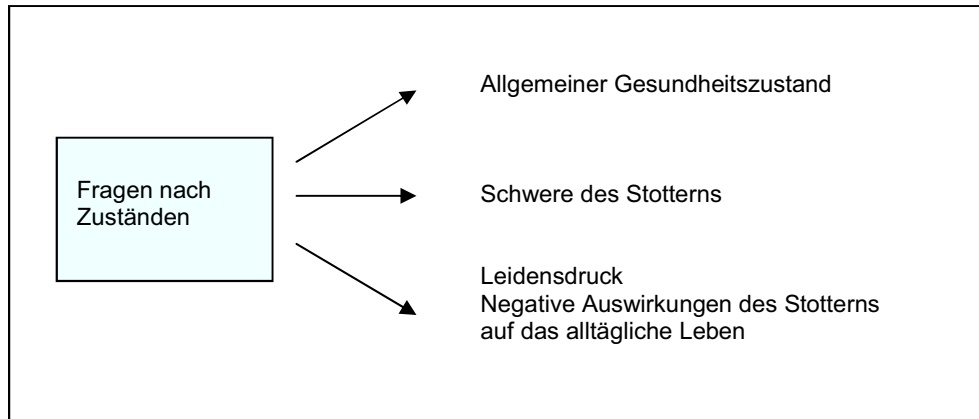 Fragen nach
Zuständen
Allgemeiner Gesundheitszustand
Schwere des Stotterns
Leidensdruck
Negative Auswirkungen des Stotterns
auf das alltägliche Leben